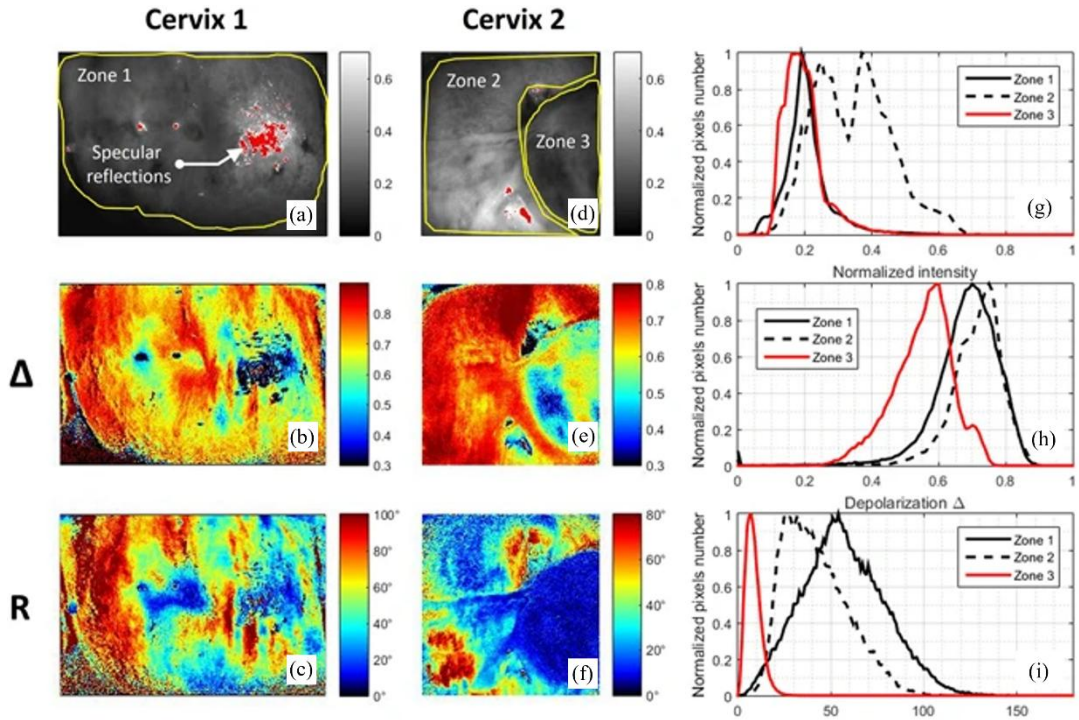 Cervix 1
Cervix 2
Zone 1
Specular
reflections
(a)
0.6
0.4
0.2
0
Zone 2
Zone 3
(d)
0.6
0.4
0.2
0
Normalized pixels number
1
0.8
0.6
0.4
0.2
0
0
0.2
0.4
0.6
0.8
1
Zone 1
Zone 2
Zone 3
(g)
Normalized intensity
Δ
(b)
0.8
0.7
0.6
0.5
0.4
0.3
(e)
0.8
0.7
0.6
0.5
0.4
0.3
Normalized pixels number
1
0.8
0.6
0.4
0.2
0
0
0.2
0.4
0.6
0.8
1
Zone 1
Zone 2
Zone 3
(h)
Depolarization Δ
R
(c)
100°
80°
60°
40°
20°
0°
(f)
80°
60°
40°
20°
0°
Normalized pixels number
1
0.8
0.6
0.4
0.2
0
0
50
100
150
Zone 1
Zone 2
Zone 3
(i)